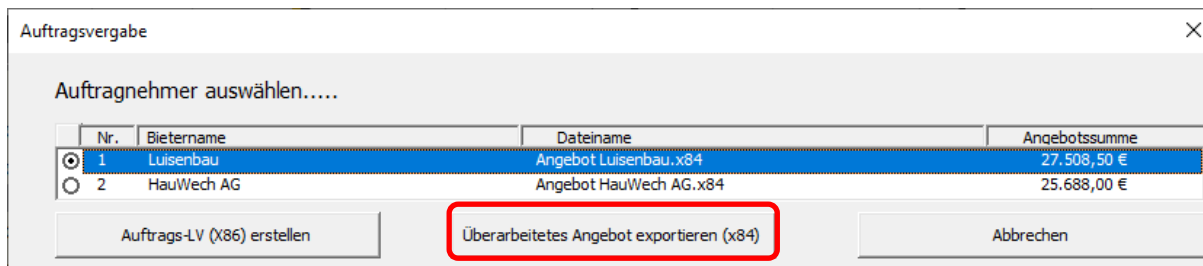 Auftragsvergabe
Auftragnehmer auswählen.....
Nr. Bietername Dateiname Angebotssumme
1 Luisenbau Angebot Luisenbau.x84 27.508,50 €
2 HauWech AG Angebot HauWech AG.x84 25.688,00 €
Auftrags-LV (X86) erstellen Überarbeitetes Angebot exportieren (x84) Abbrechen